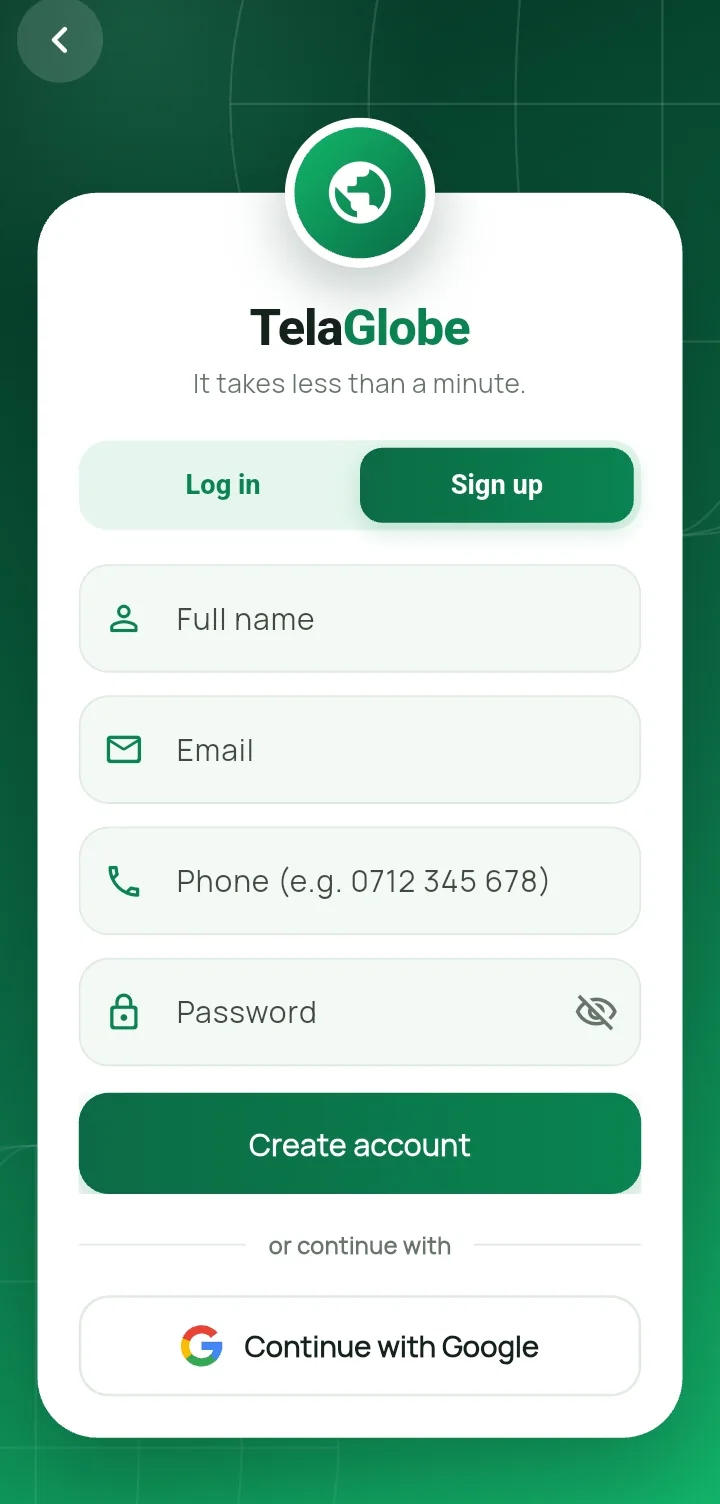 TelaGlobe
It takes less than a minute.
Log in
Sign up
Full name
Email
Phone (e.g. 0712 345 678)
Password
Create account
or continue with
Continue with Google